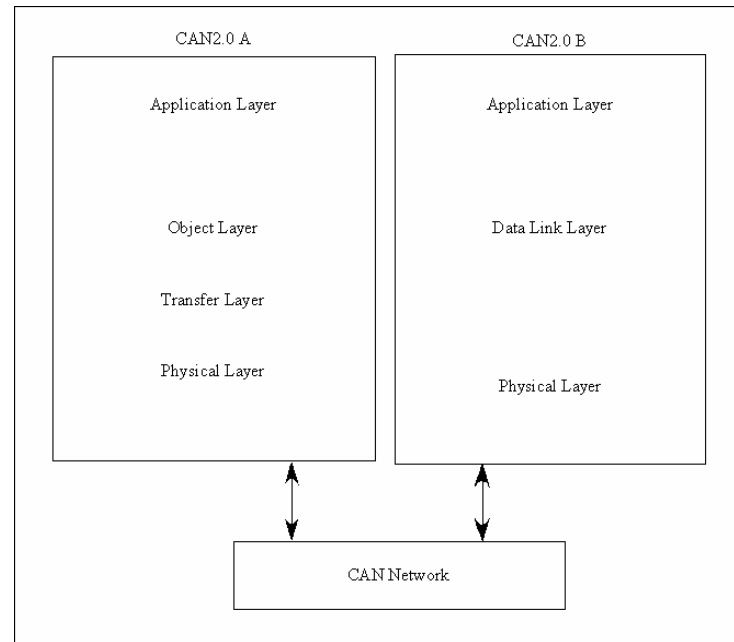 CAN2.0 A
Application Layer
Object Layer
Transfer Layer
Physical Layer
CAN2.0 B
Application Layer
Data Link Layer
Physical Layer
CAN Network